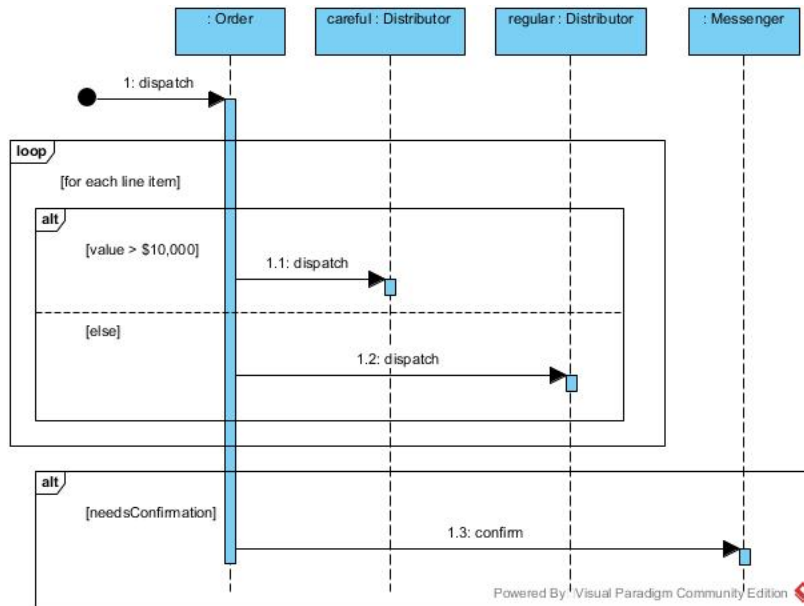 : Order
careful : Distributor
regular : Distributor
: Messenger
1: dispatch
loop
[for each line item]
alt
[value > $10,000]
1.1: dispatch
[else]
1.2: dispatch
alt
[needsConfirmation]
1.3: confirm
Powered By: Visual Paradigm Community Edition